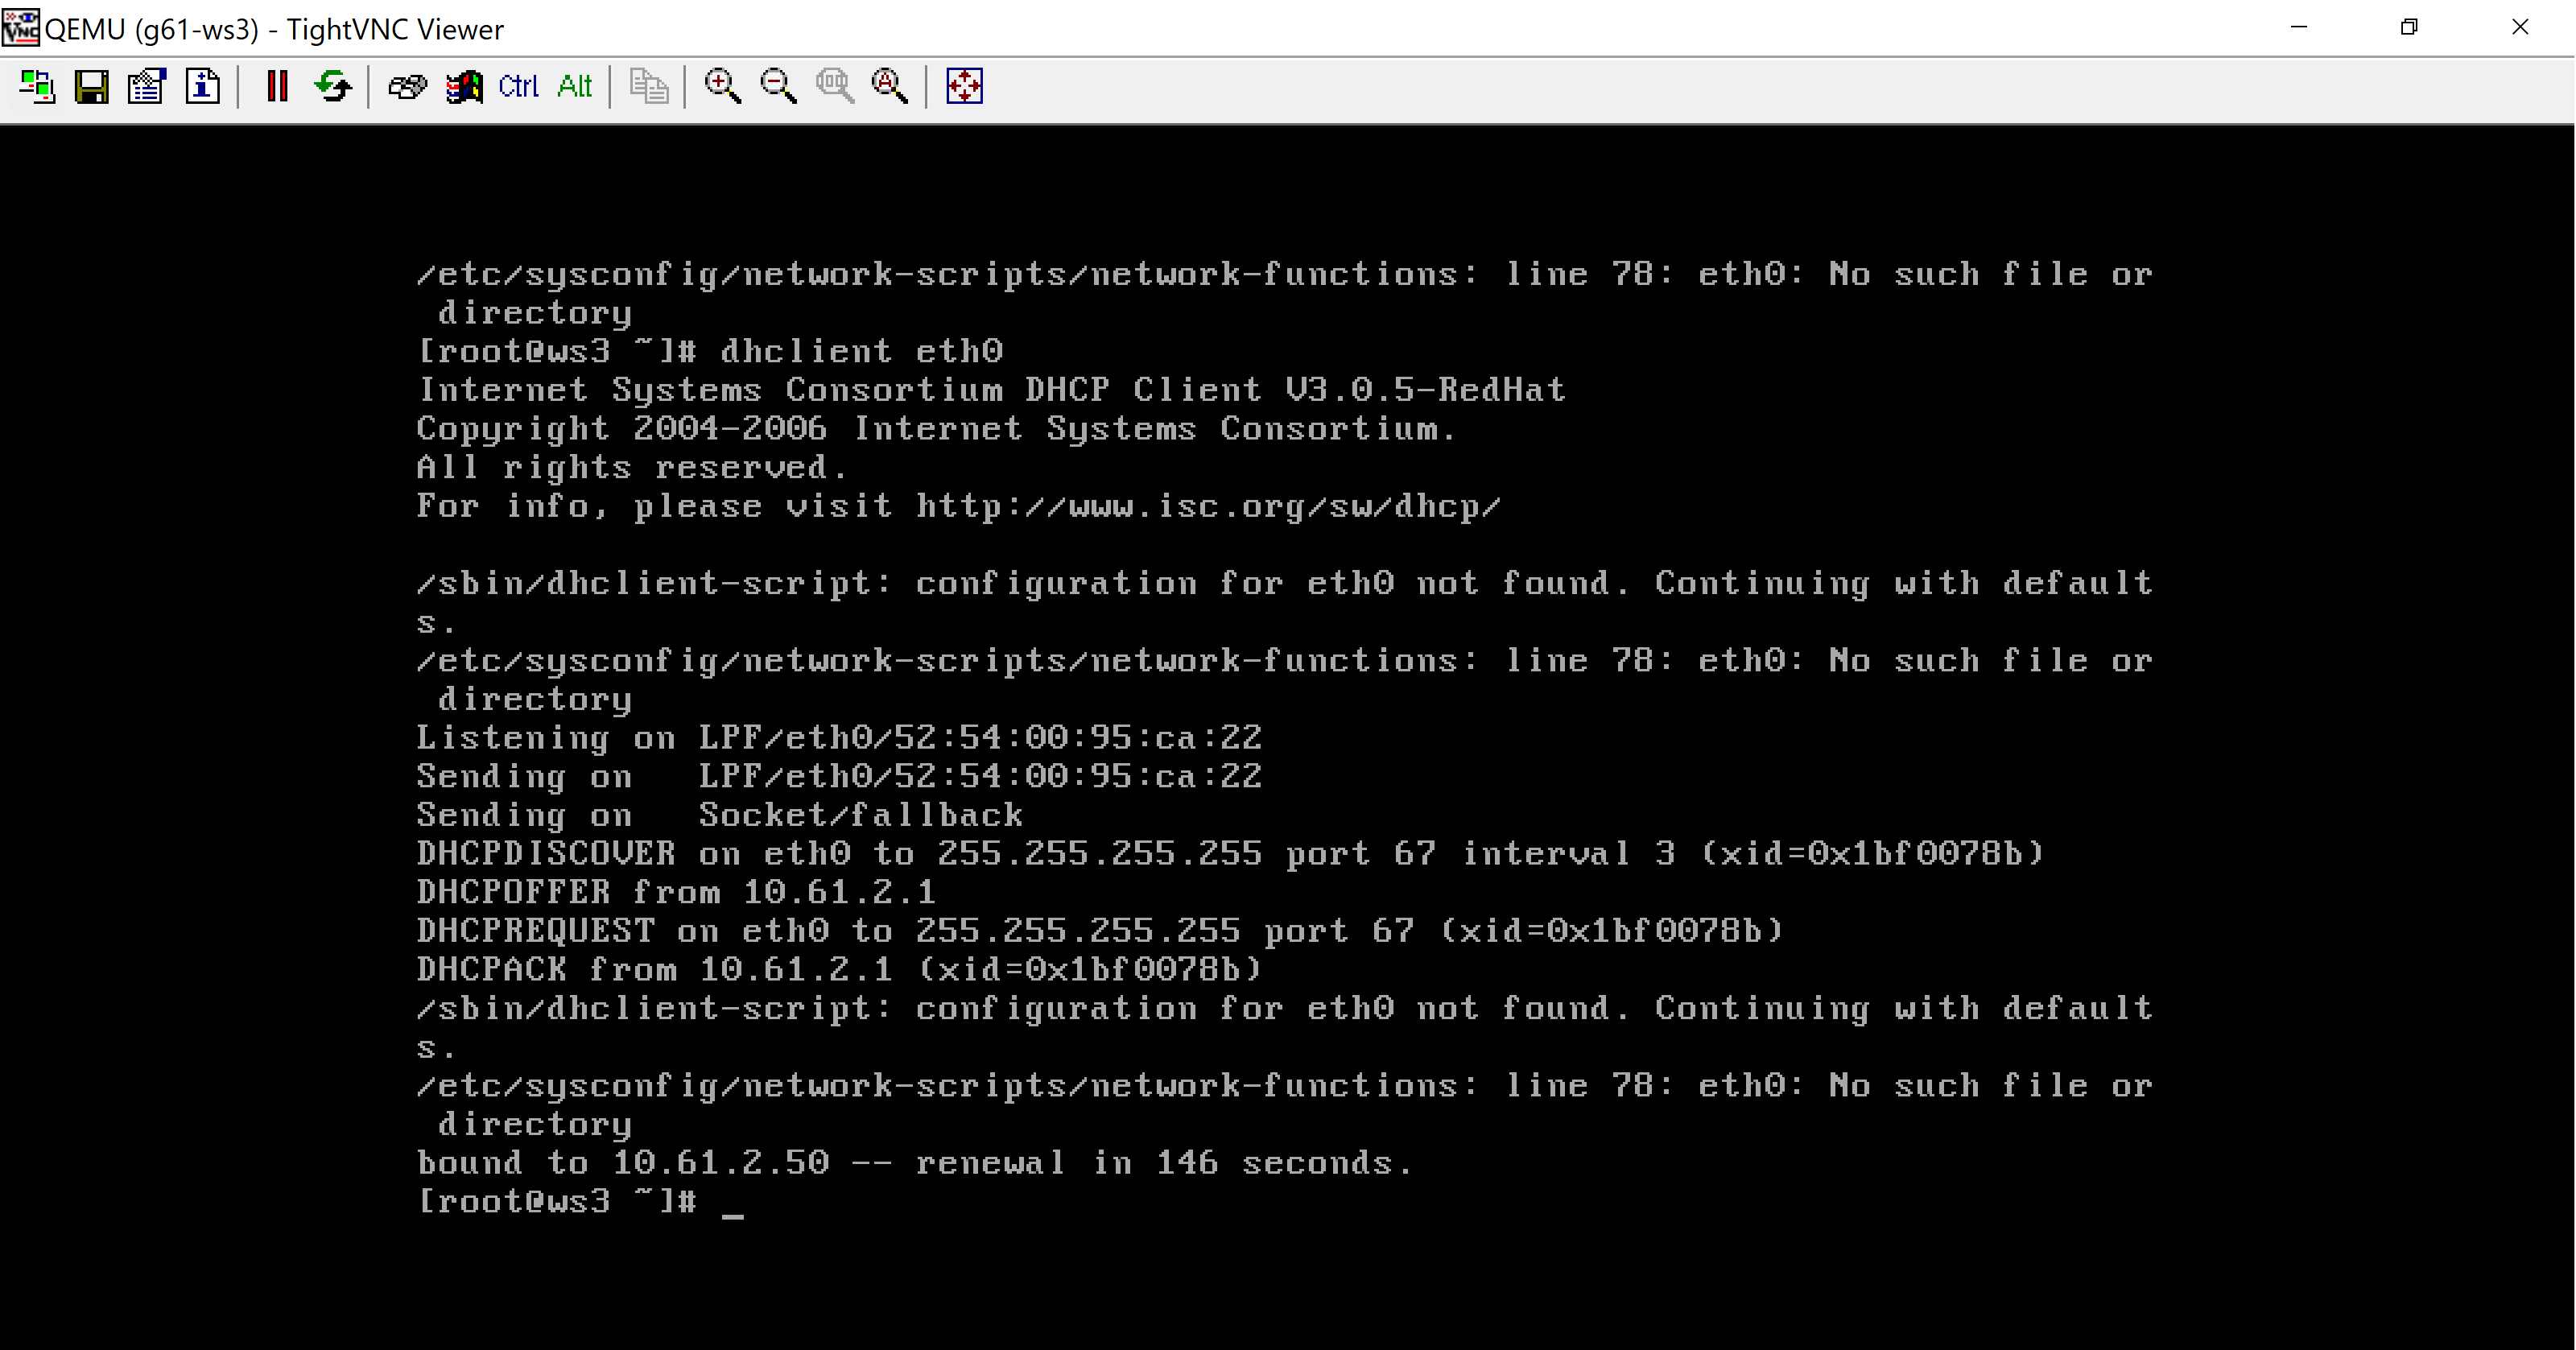 QEMU (g61-ws3) - TightVNC Viewer
Ctrl Alt
/etc/sysconfig/network-scripts/network-functions: line 78: eth0: No such file or
 directory
[root@ws3 ~]# dhclient eth0
Internet Systems Consortium DHCP Client V3.0.5-RedHat
Copyright 2004-2006 Internet Systems Consortium.
All rights reserved.
For info, please visit http://www.isc.org/sw/dhcp/
/sbin/dhclient-script: configuration for eth0 not found. Continuing with default
s.
/etc/sysconfig/network-scripts/network-functions: line 78: eth0: No such file or
 directory
Listening on LPF/eth0/52:54:00:95:ca:22
Sending on   LPF/eth0/52:54:00:95:ca:22
Sending on   Socket/fallback
DHCPDISCOVER on eth0 to 255.255.255.255 port 67 interval 3 (xid=0x1bf0078b)
DHCPOFFER from 10.61.2.1
DHCPREQUEST on eth0 to 255.255.255.255 port 67 (xid=0x1bf0078b)
DHCPACK from 10.61.2.1 (xid=0x1bf0078b)
/sbin/dhclient-script: configuration for eth0 not found. Continuing with default
s.
/etc/sysconfig/network-scripts/network-functions: line 78: eth0: No such file or
 directory
bound to 10.61.2.50 -- renewal in 146 seconds.
[root@ws3 ~]# _